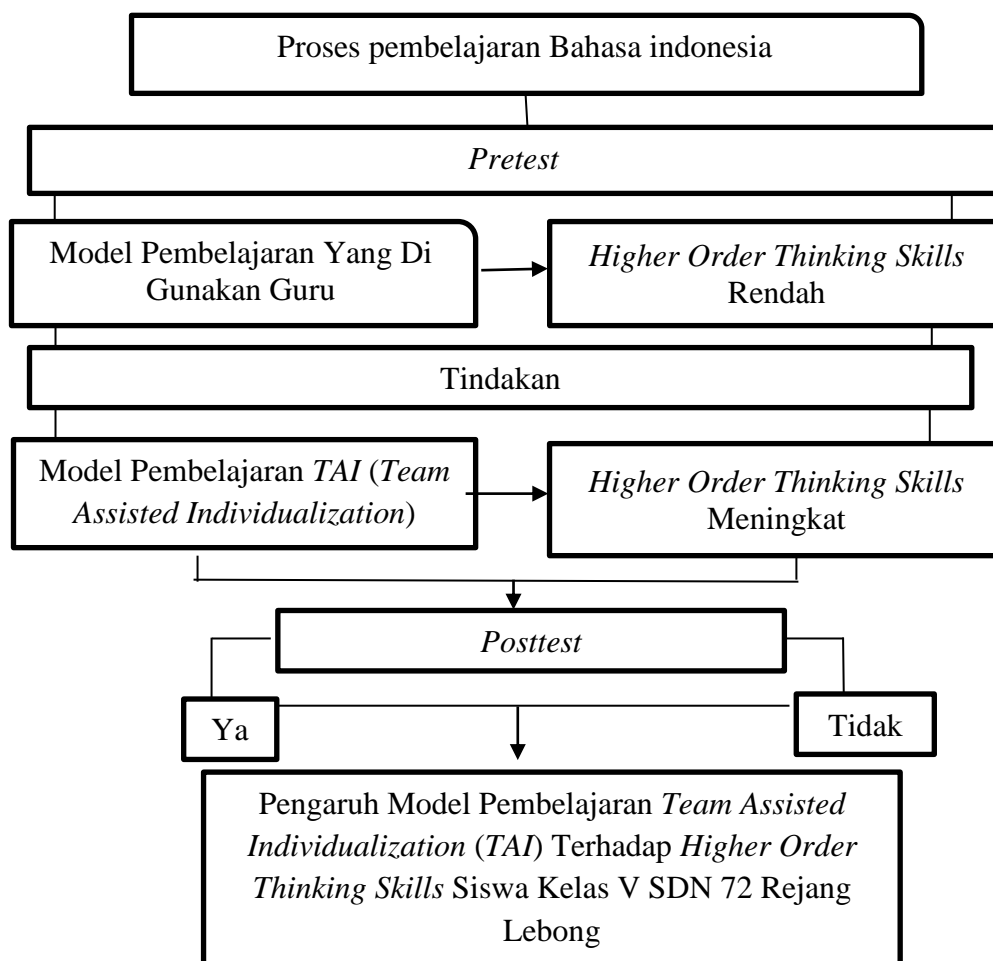 Proses pembelajaran Bahasa indonesia
Pretest
Model Pembelajaran Yang Di
Gunakan Guru
Higher Order Thinking Skills
Rendah
Tindakan
Model Pembelajaran TAI (Team
Assisted Individualization)
Higher Order Thinking Skills
Meningkat
Posttest
Ya
Tidak
Pengaruh Model Pembelajaran Team Assisted
Individualization (TAI) Terhadap Higher Order
Thinking Skills Siswa Kelas V SDN 72 Rejang
Lebong